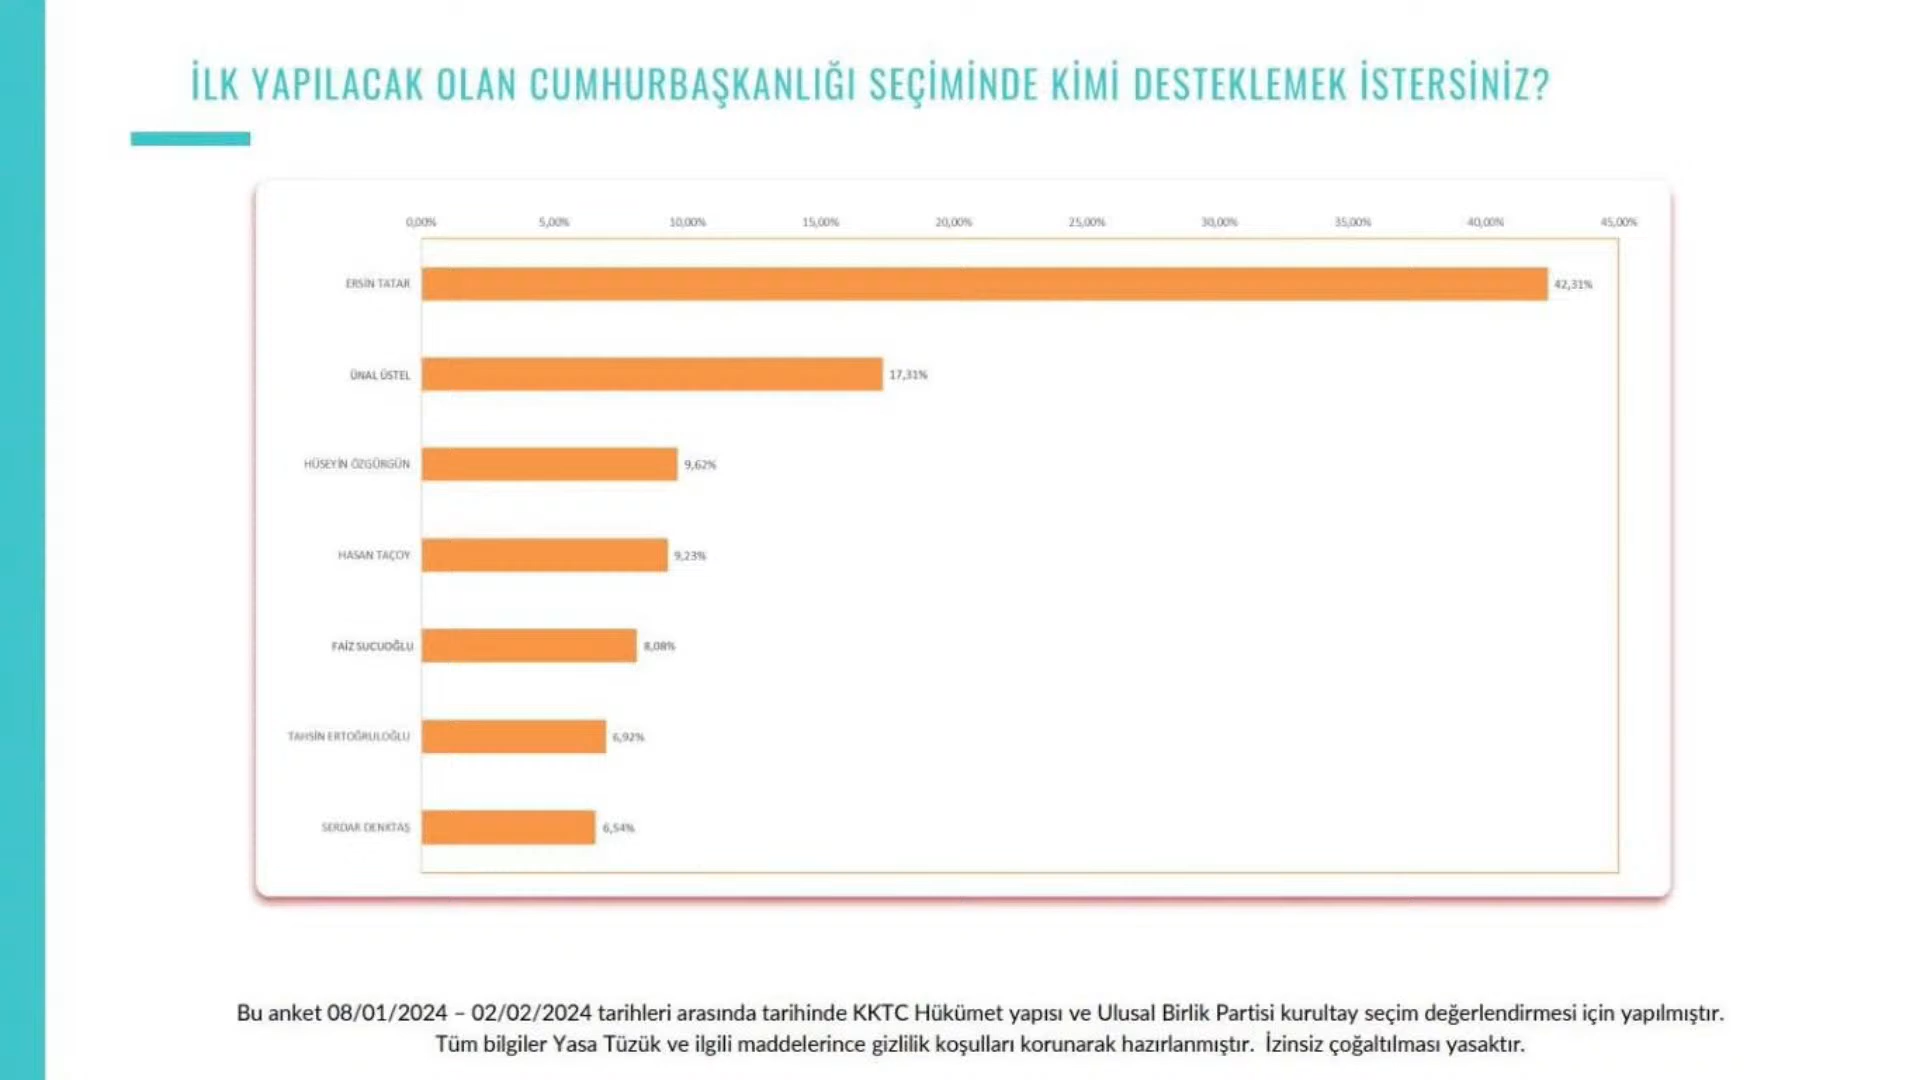 İLK YAPILACAK OLAN CUMHURBAŞKANLIĞI SEÇİMİNDE KİMİ DESTEKLEMEK İSTERSİNİZ?
0,00% 5,00% 10,00% 15,00% 20,00% 25,00% 30,00% 35,00% 40,00% 45,00%
ERSİN TATAR 42,31%
ÜNAL ÜSTEL 17,31%
HÜSEYİN ÖZGÜRGÜN 9,62%
HASAN TAÇOY 9,23%
FAİZ SUCUOĞLU 8,08%
TAHSİN ERTOĞRULOĞLU 6,92%
SERDAR DENKTAŞ 6,54%
Bu anket 08/01/2024 – 02/02/2024 tarihleri arasında tarihinde KKTC Hükümet yapısı ve Ulusal Birlik Partisi kurultay seçim değerlendirmesi için yapılmıştır.
Tüm bilgiler Yasa Tüzük ve ilgili maddelerince gizlilik koşulları korunarak hazırlanmıştır. İzinsiz çoğaltılması yasaktır.